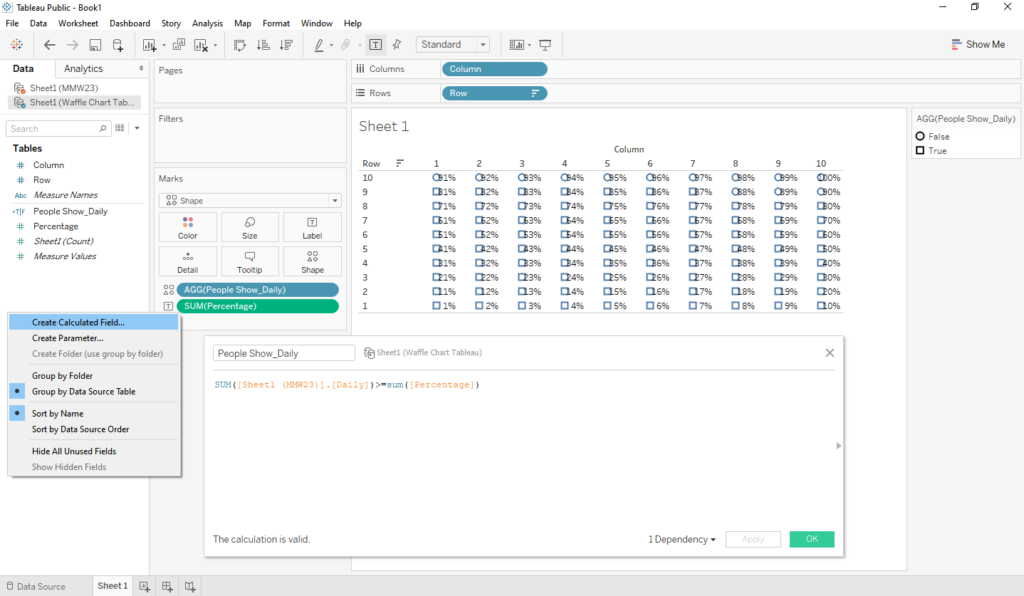 Tableau Public - Book1
File Data Worksheet Dashboard Story Analysis Map Format Window Help
Standard
Show Me
Data Analytics
Sheet1 (MMW23)
Sheet1 (Waffle Chart Tab...
Search
Tables
Column
Row
Abc Measure Names
=T|F People Show_Daily
Percentage
Sheet1 (Count)
Measure Values
Pages
Filters
Marks
Shape
Color Size Label
Detail Tooltip Shape
AGG(People Show_Daily)
SUM(Percentage)
Columns Column
Rows Row
Sheet 1
Column
Row 1 2 3 4 5 6 7 8 9 10
10 91% 92% 93% 94% 95% 96% 97% 98% 99% 100%
9 81% 82% 83% 84% 85% 86% 87% 88% 89% 90%
8 71% 72% 73% 74% 75% 76% 77% 78% 79% 80%
7 61% 62% 63% 64% 65% 66% 67% 68% 69% 70%
6 51% 52% 53% 54% 55% 56% 57% 58% 59% 60%
5 41% 42% 43% 44% 45% 46% 47% 48% 49% 50%
4 31% 32% 33% 34% 35% 36% 37% 38% 39% 40%
3 21% 22% 23% 24% 25% 26% 27% 28% 29% 30%
2 11% 12% 13% 14% 15% 16% 17% 18% 19% 20%
1 1% 2% 3% 4% 5% 6% 7% 8% 9% 10%
AGG(People Show_Daily)
False
True
Create Calculated Field...
Create Parameter...
Create Folder (use group by folder)
Group by Folder
Group by Data Source Table
Sort by Name
Sort by Data Source Order
Hide All Unused Fields
Show Hidden Fields
People Show_Daily Sheet1 (Waffle Chart Tableau)
SUM([Sheet1 (MMW23)].[Daily])>=sum([Percentage])
The calculation is valid.
1 Dependency Apply OK
Data Source Sheet 1